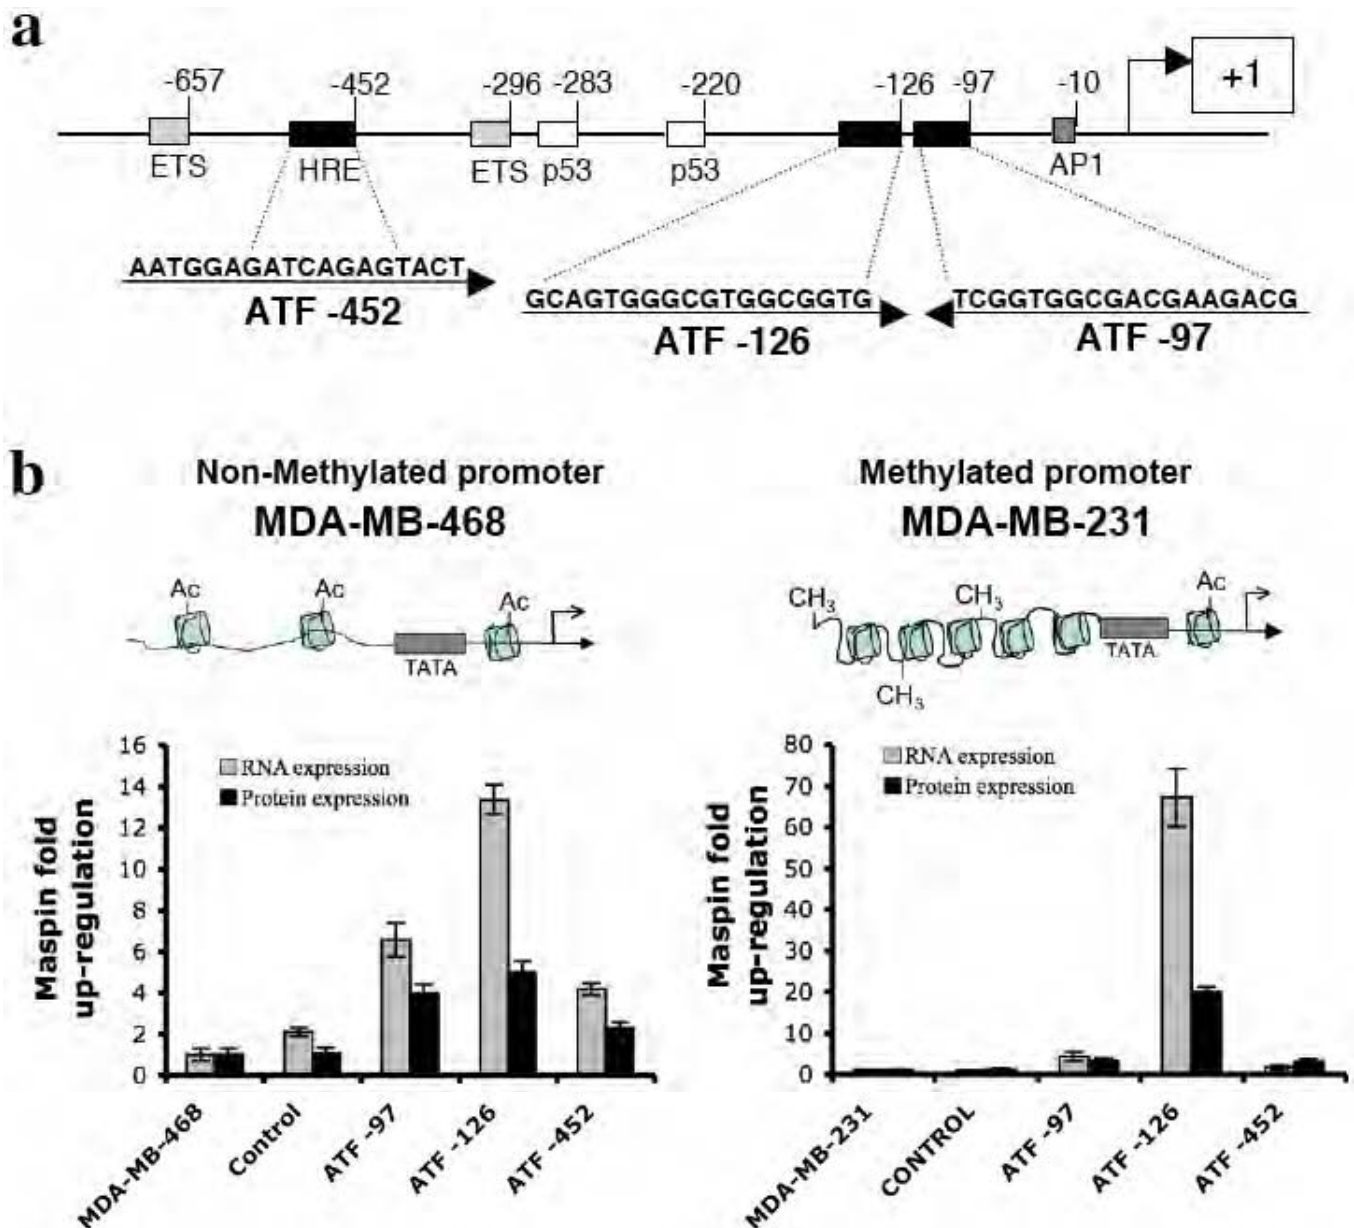 a
-657 -452 -296 -283 -220 -126 -97 -10 +1
ETS HRE ETS p53 p53 AP1
AATGGAGATCAGAGTACT
ATF -452
GCAGTGGGCGTGGCGGTG
ATF -126
TCGGTGGCGACGAAGACG
ATF -97
b
Non-Methylated promoter
MDA-MB-468
Ac Ac Ac
TATA
Methylated promoter
MDA-MB-231
CH3 CH3 Ac
TATA
CH3
Maspin fold
up-regulation
16
14
12
10
8
6
4
2
0
RNA expression
Protein expression
MDA-MB-468
Control
ATF -97
ATF -126
ATF -452
Maspin fold
up-regulation
80
70
60
50
40
30
20
10
0
RNA expression
Protein expression
MDA-MB-231
CONTROL
ATF -97
ATF -126
ATF -452